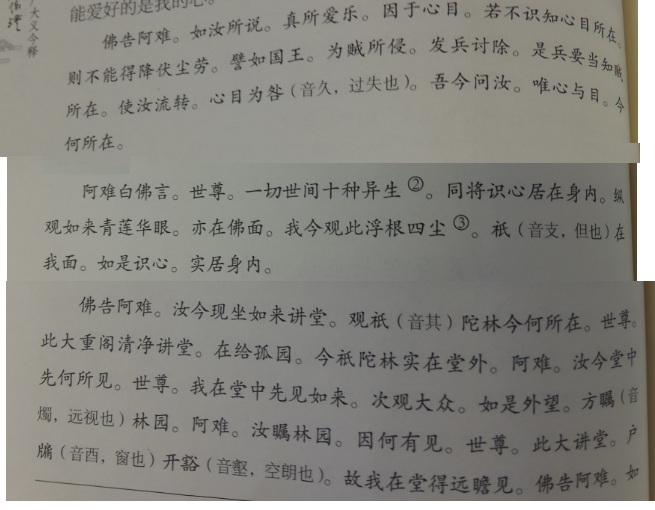 大义今释
能爱好的是我的心。
佛告阿难。如汝所说。真所爱乐。因于心目。若不识知心目所在。
则不能得降伏尘劳。譬如国王。为贼所侵。发兵讨除。是兵要当知贼
所在。使汝流转。心目为咎（音久，过失也）。吾今问汝。唯心与目。今
何所在。
阿难白佛言。世尊。一切世间十种异生②。同将识心居在身内。纵
观如来青莲华眼。亦在佛面。我今观此浮根四尘③。祇（音支，但也）在
我面。如是识心。实居身内。
佛告阿难。汝今现坐如来讲堂。观祇（音其）陀林今何所在。世尊。
此大重阁清净讲堂。在给孤园。今祇陀林实在堂外。阿难。汝今堂中
先何所见。世尊。我在堂中先见如来。次观大众。如是外望。方瞩（音
燭，远视也）林园。阿难。汝瞩林园。因何有见。世尊。此大讲堂。户
牖（音西，窗也）开豁（音壑，空朗也）。故我在堂得远瞻见。佛告阿难。如